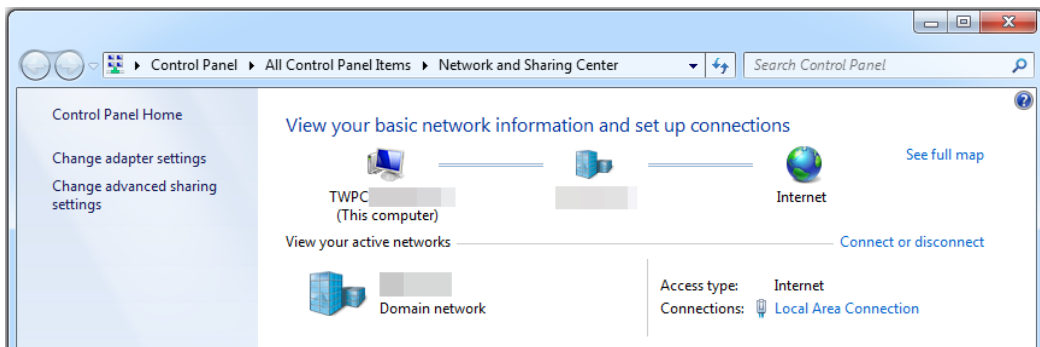 Control Panel ▸ All Control Panel Items ▸ Network and Sharing Center
Search Control Panel
Control Panel Home
Change adapter settings
Change advanced sharing
settings
View your basic network information and set up connections
See full map
TWPC
(This computer)
Internet
View your active networks
Connect or disconnect
Domain network
Access type: Internet
Connections: Local Area Connection